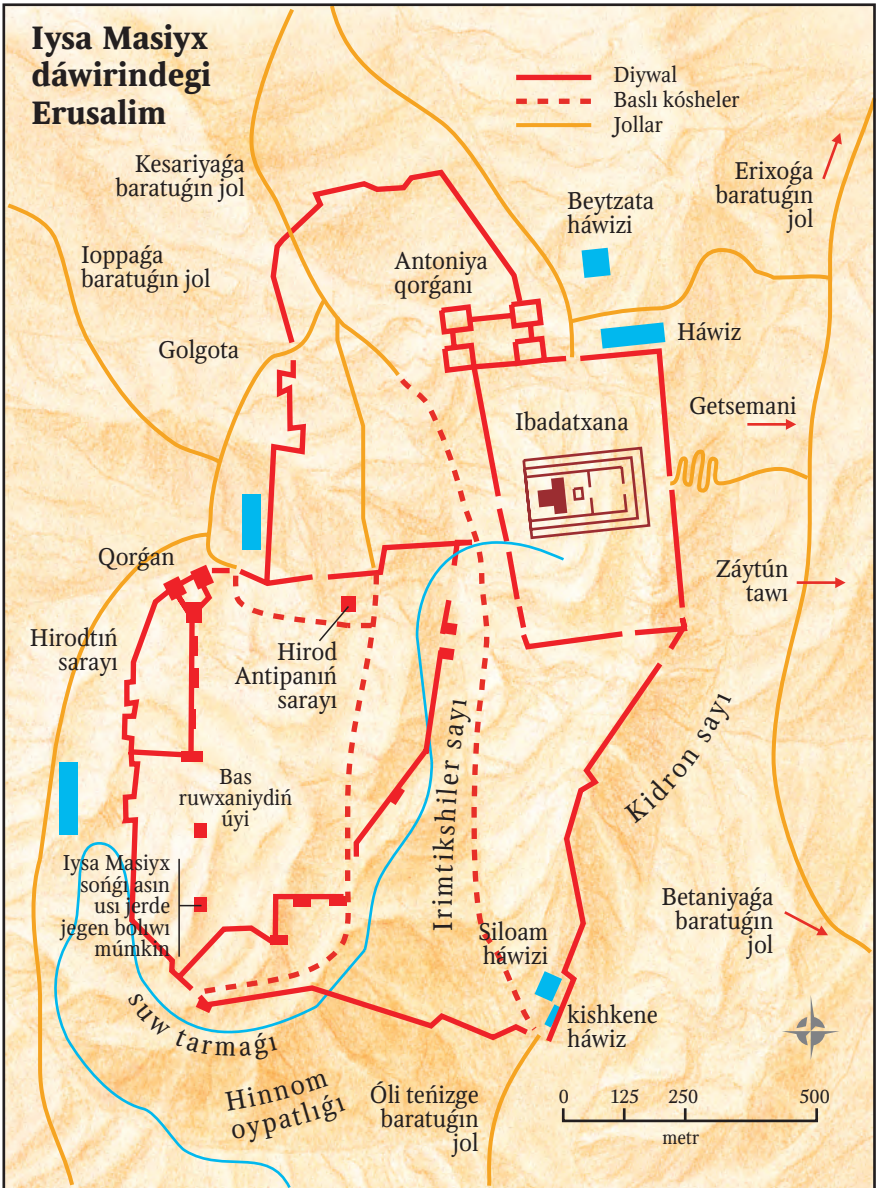 Iysa Masiyx
dáwirindegi
Erusalim
Diywal
Baslı kósheler
Jollar
Kesariyaǵa
baratuǵın jol
Erixoǵa
baratuǵın
jol
Beytzata
háwizi
Ioppaǵa
baratuǵın jol
Antoniya
qorǵanı
Golgota
Háwiz
Getsemani
Ibadatxana
Qorǵan
Záytún
tawı
Hirodtıń
sarayı
Hirod
Antipanıń
sarayı
Irimtikshiler sayı
Kidron sayı
Bas
ruwxaniydiń
úyi
Iysa Masiyx
sońǵı asın
usı jerde
jegen bolıwı
múmkin
Betaniyaǵa
baratuǵın
jol
Siloam
háwizi
kishkene
háwiz
suw tarmaǵı
Hinnom
oypatlıǵı
Óli teńizge
baratuǵın
jol
0 125 250 500
metr